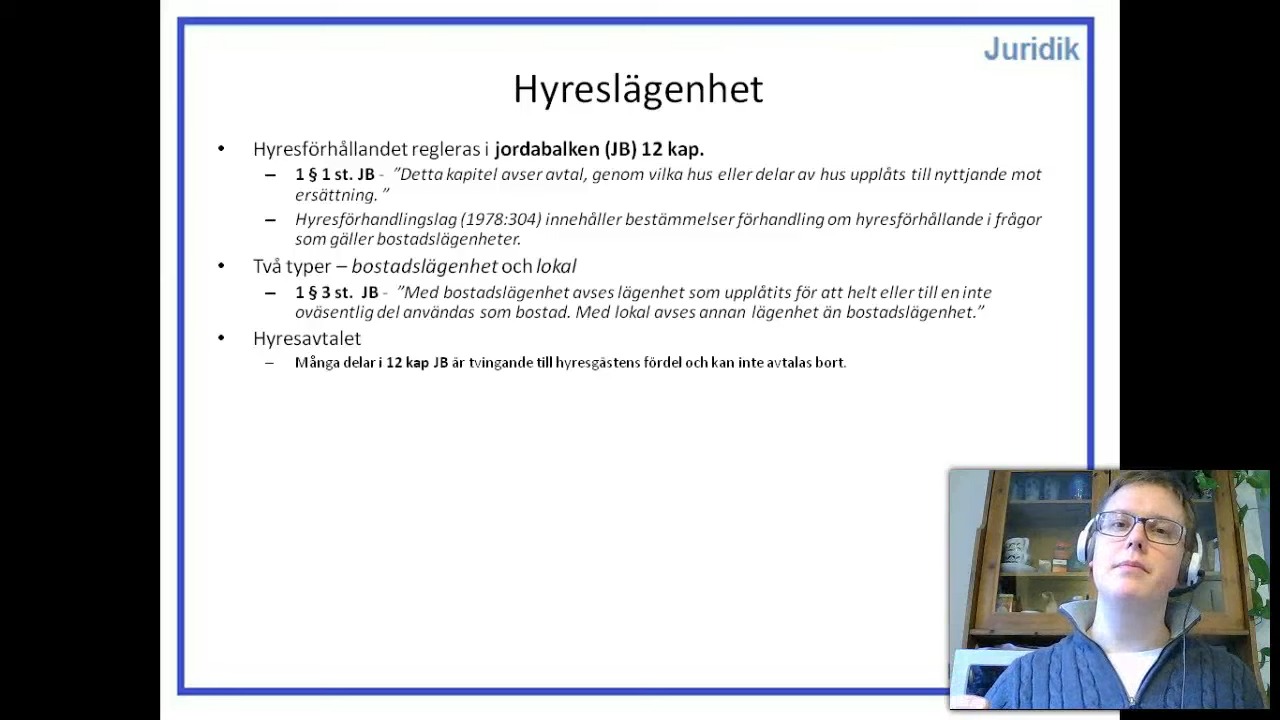 Juridik
Hyreslägenhet
• Hyresförhållandet regleras i jordabalken (JB) 12 kap.
– 1 § 1 st. JB - ”Detta kapitel avser avtal, genom vilka hus eller delar av hus upplåts till nyttjande mot
ersättning. ”
– Hyresförhandlingslag (1978:304) innehåller bestämmelser förhandling om hyresförhållande i frågor
som gäller bostadslägenheter.
• Två typer – bostadslägenhet och lokal
– 1 § 3 st. JB - ”Med bostadslägenhet avses lägenhet som upplåtits för att helt eller till en inte
oväsentlig del användas som bostad. Med lokal avses annan lägenhet än bostadslägenhet.”
• Hyresavtalet
– Många delar i 12 kap JB är tvingande till hyresgästens fördel och kan inte avtalas bort.